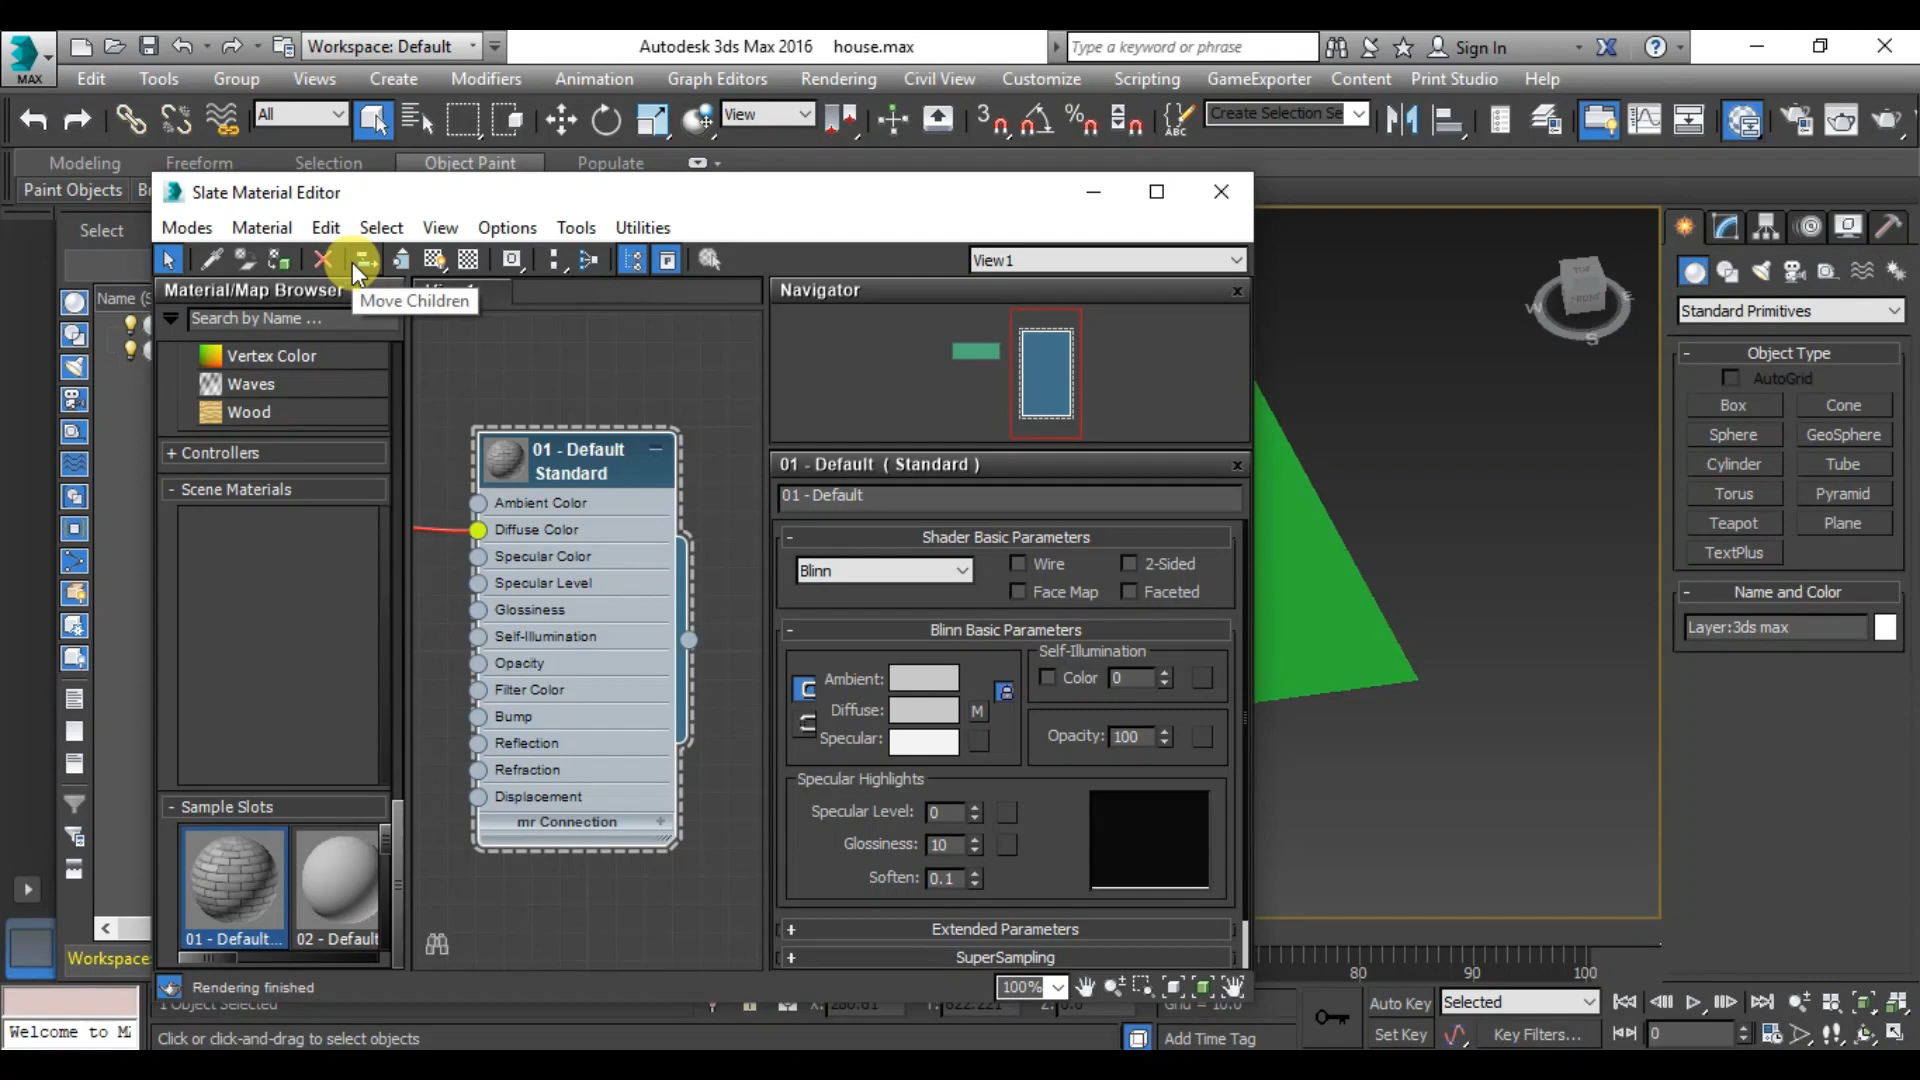 Workspace: Default
Autodesk 3ds Max 2016 house.max
Type a keyword or phrase
Sign In
MAX
Edit Tools Group Views Create Modifiers Animation Graph Editors Rendering Civil View Customize Scripting GameExporter Content Print Studio Help
All
View
3
ABC
Create Selection Se
Modeling Freeform Selection Object Paint Populate
Paint Objects
Slate Material Editor
Select
Modes Material Edit Select View Options Tools Utilities
View1
Name (S
Material/Map Browser
Move Children
Navigator
Search by Name ...
Vertex Color
Waves
Wood
+ Controllers
- Scene Materials
- Sample Slots
01 - Default...
02 - Default
01 - Default
Standard
Ambient Color
Diffuse Color
Specular Color
Specular Level
Glossiness
Self-Illumination
Opacity
Filter Color
Bump
Reflection
Refraction
Displacement
mr Connection +
01 - Default ( Standard )
01 - Default
- Shader Basic Parameters
Blinn
Wire
2-Sided
Face Map
Faceted
- Blinn Basic Parameters
Self-Illumination
Ambient:
Color 0
Diffuse:
M
Specular:
Opacity: 100
Specular Highlights
Specular Level: 0
Glossiness: 10
Soften: 0.1
+ Extended Parameters
+ SuperSampling
TOP
FRONT
W
E
S
Standard Primitives
- Object Type
AutoGrid
Box Cone
Sphere GeoSphere
Cylinder Tube
Torus Pyramid
Teapot Plane
TextPlus
- Name and Color
Layer:3ds max
Workspace:
Rendering finished
100%
80 90 100
1 Object Selected
Welcome to M
Click or click-and-drag to select objects
Add Time Tag
Auto Key Selected
Set Key Key Filters...
0